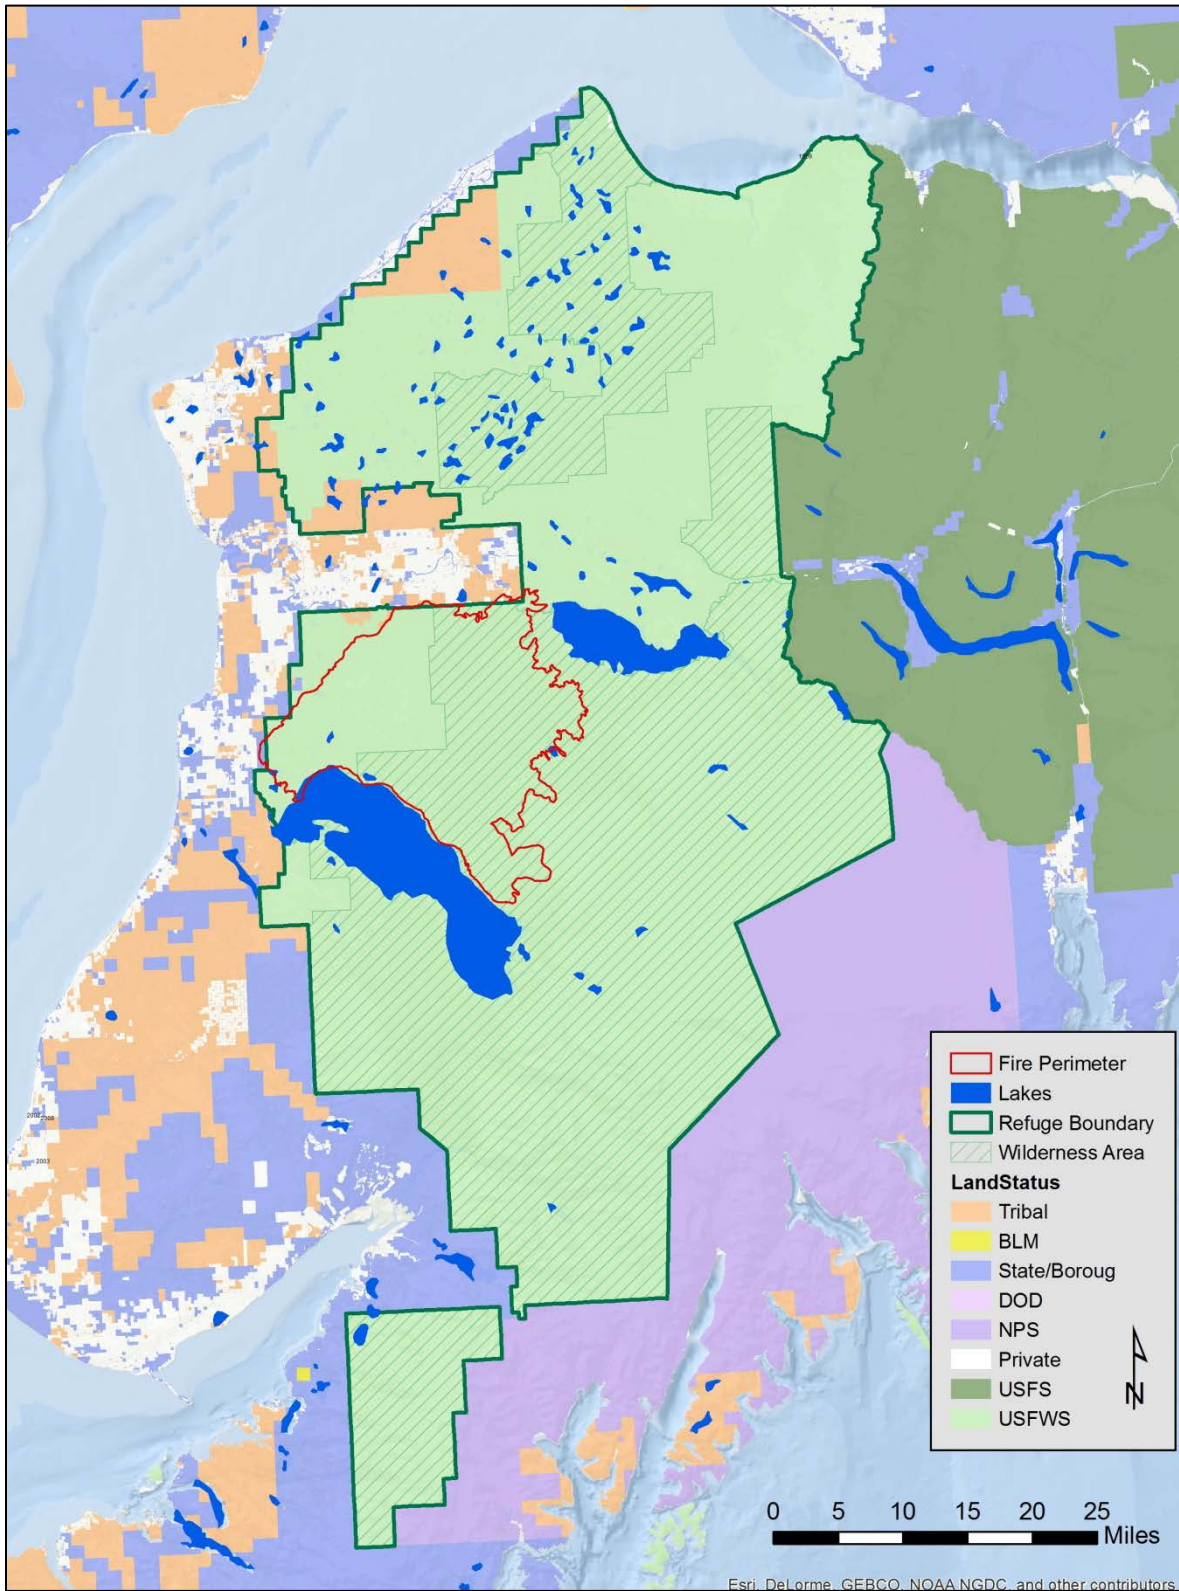 Fire Perimeter
Lakes
Refuge Boundary
Wilderness Area
LandStatus
Tribal
BLM
State/Boroug
DOD
NPS
Private
USFS
USFWS
N
2003
0 5 10 15 20 25
Miles
Esri, DeLorme, GEBCO, NOAA NGDC, and other contributors